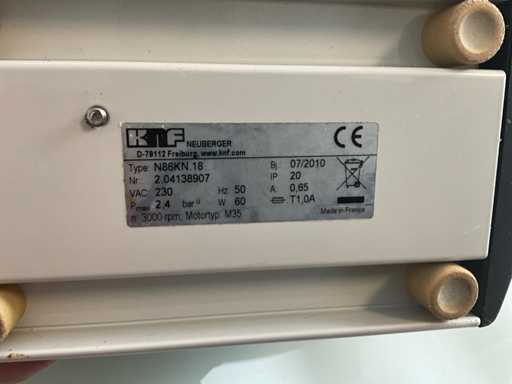 KNF NEUBERGER CE
D-79112 Freiburg, www.knf.com
Type: N86KN.18 Bj. 07/2010
Nr.: 2.04138907 IP 20
VAC 230 Hz 50 A 0,65
Pmax 2,4 bar g W 60 T1,0A
n: 3000 rpm, Motortyp: M35 Made in France